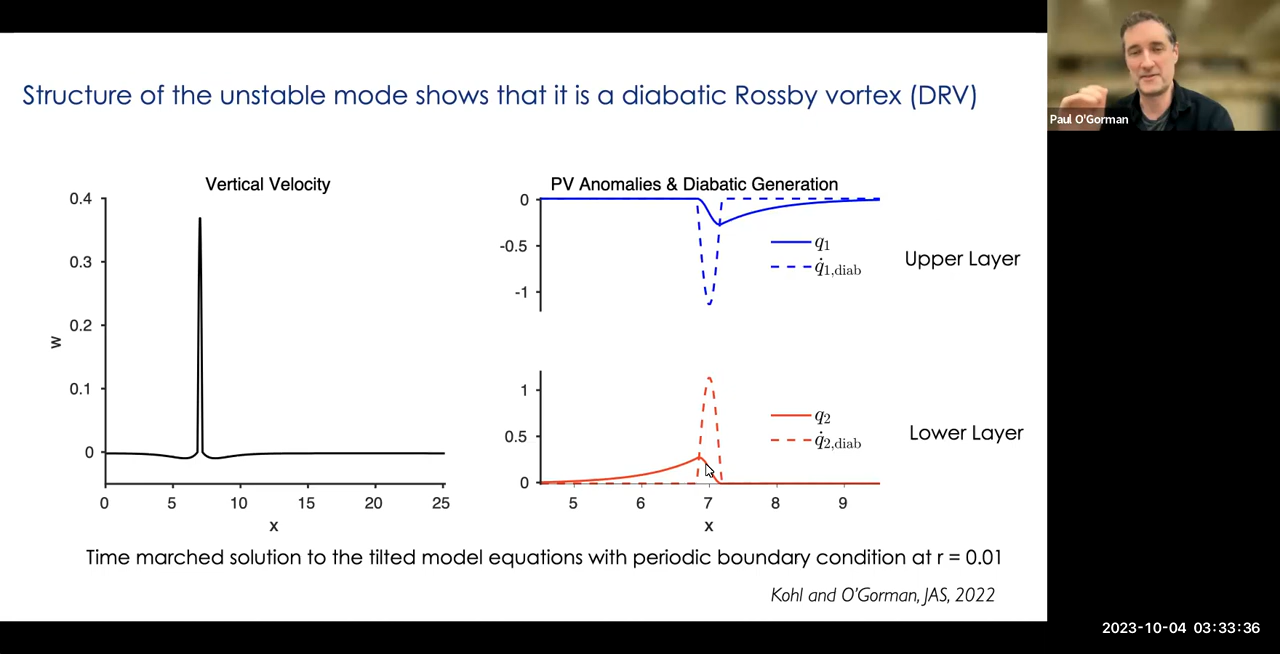 Structure of the unstable mode shows that it is a diabatic Rossby vortex (DRV)
Paul O'Gorman
Vertical Velocity
0.4
0.3
0.2
0.1
0
w
0 5 10 15 20 25
x
PV Anomalies & Diabatic Generation
0
-0.5
-1
q₁
q̇₁,diab
Upper Layer
1
0.5
0
q₂
q̇₂,diab
Lower Layer
5 6 7 8 9
x
Time marched solution to the tilted model equations with periodic boundary condition at r = 0.01
Kohl and O'Gorman, JAS, 2022
2023-10-04 03:33:36